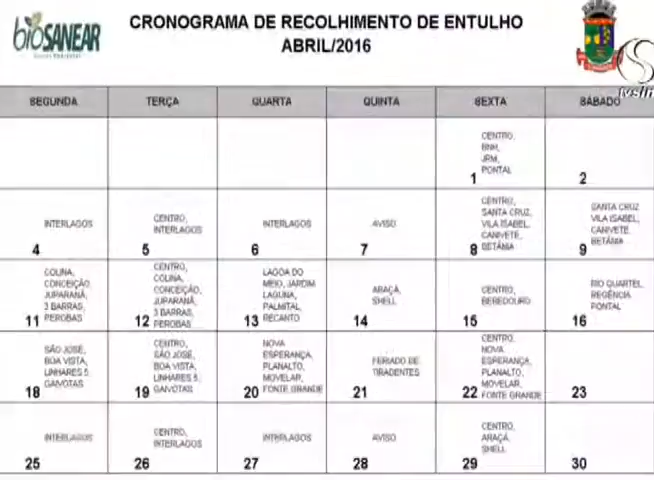 bioSANEAR
CRONOGRAMA DE RECOLHIMENTO DE ENTULHO
ABRIL/2016
SEGUNDA TERÇA QUARTA QUINTA SEXTA SÁBADO
CENTRO,
BNH,
JRM,
PONTAL
1
2
INTERLAGOS
4
CENTRO,
INTERLAGOS
5
INTERLAGOS
6
AVISO
7
CENTRO,
SANTA CRUZ,
VILA ISABEL,
CANIVETE,
BETÂNIA
8
SANTA CRUZ
VILA ISABEL,
CANIVETE,
BETÂNIA
9
COLINA,
CONCEIÇÃO,
JUPARANÃ,
3 BARRAS,
PEROBAS
11
CENTRO,
COLINA,
CONCEIÇÃO,
JUPARANÃ,
3 BARRAS,
PEROBAS
12
LAGOA DO
MEIO, JARDIM
LAGUNA,
PALMITAL,
RECANTO
13
ARAÇÁ,
SHELL
14
CENTRO,
BEBEDOURO
15
RIO QUARTEL,
REGÊNCIA
PONTAL
16
SÃO JOSÉ,
BOA VISTA,
LINHARES 5,
GAIVOTAS
18
CENTRO,
SÃO JOSÉ,
BOA VISTA,
LINHARES 5,
GAIVOTAS
19
NOVA
ESPERANÇA,
PLANALTO,
MOVELAR,
FONTE GRANDE
20
FERIADO DE
TIRADENTES
21
CENTRO,
NOVA
ESPERANÇA,
PLANALTO,
MOVELAR,
FONTE GRANDE
22
23
INTERLAGOS
25
CENTRO,
INTERLAGOS
26
INTERLAGOS
27
AVISO
28
CENTRO,
ARAÇÁ,
SHELL
29
30